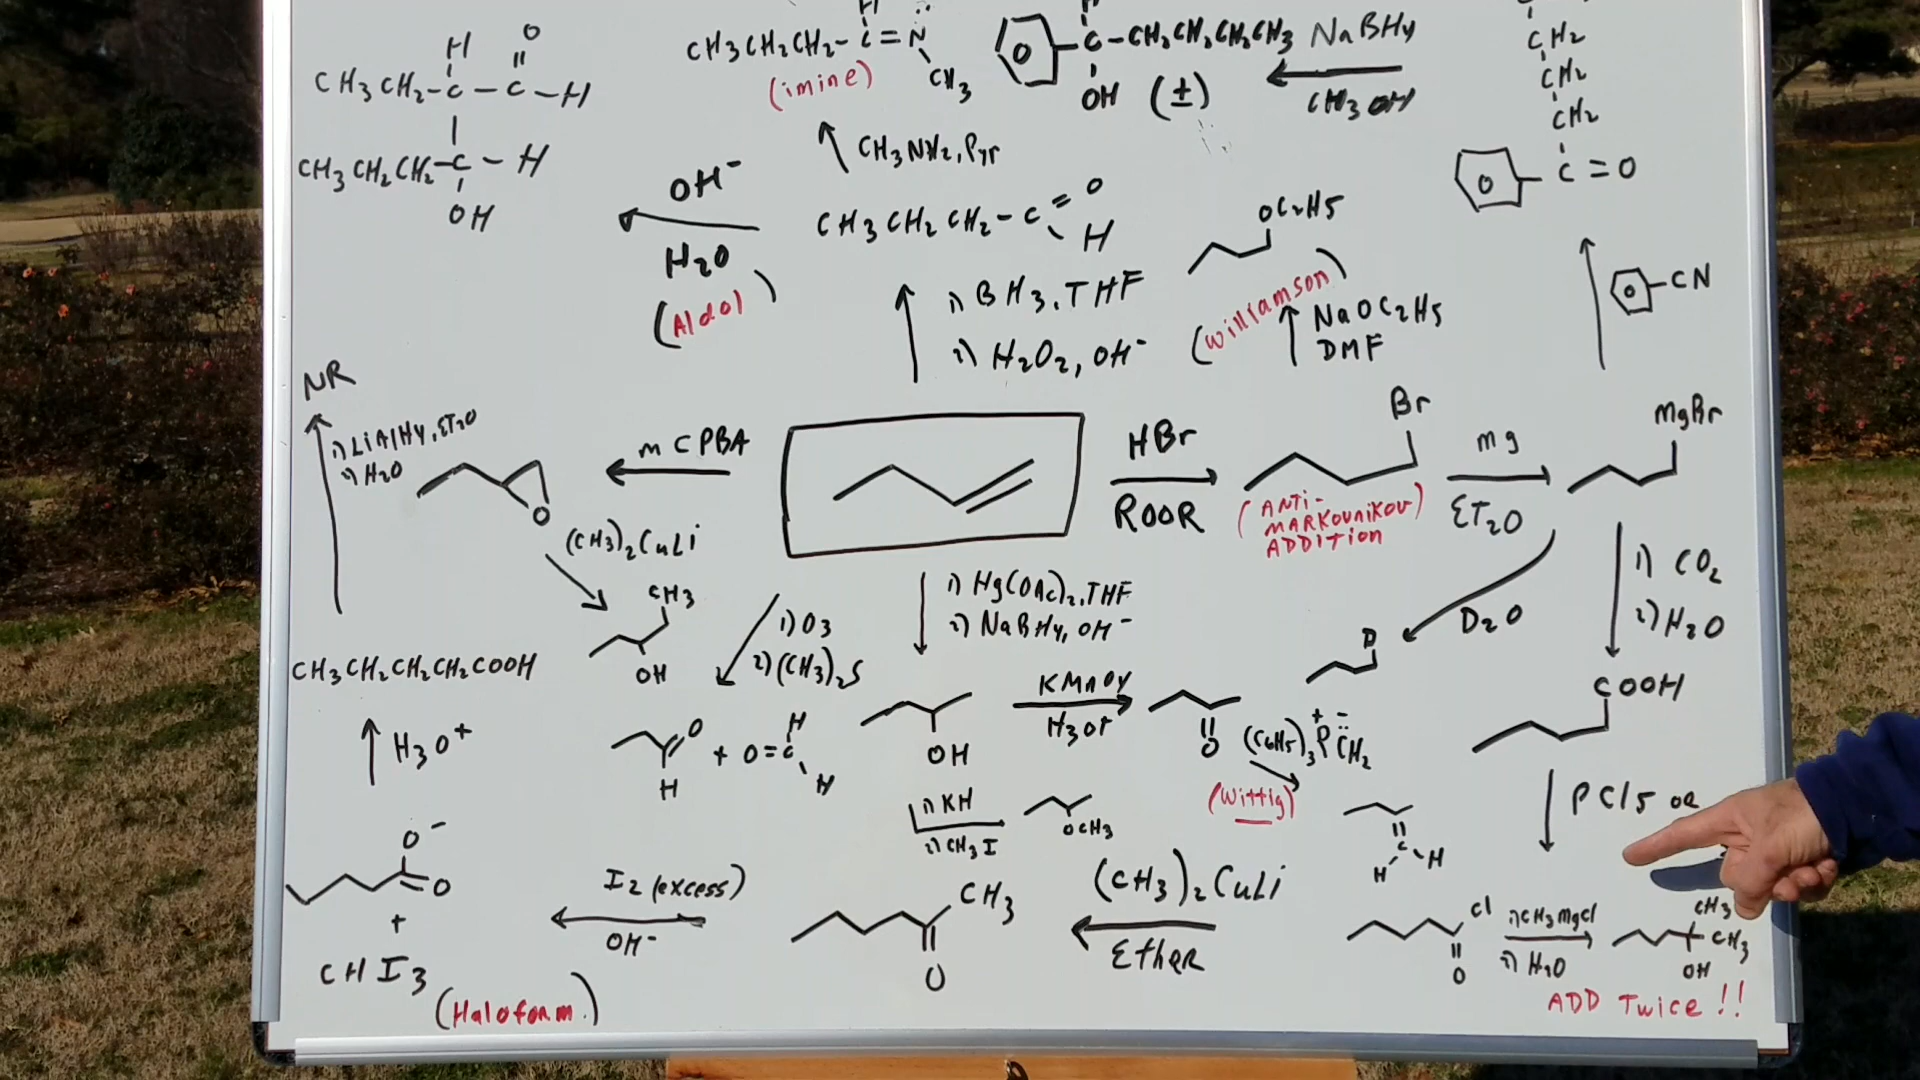 H O
CH3CH2-C-C-H
CH3CH2CH2-C-H
OH
H
CH3CH2CH2-C=N
CH3
(imine)
CH3NH2, Pyr
C-CH2CH2CH2CH3
OH (±)
NaBH4
CH3OH
CH2
CH2
CH2
C=O
OH-
H2O
(Aldol)
CH3CH2CH2-C=O
H
OC2H5
(Williamson)
NaOC2H5
DMF
CN
1) BH3, THF
2) H2O2, OH-
NR
1) LiAlH4, ET2O
2) H2O
O
mCPBA
HBr
ROOR
Br
(ANTi-
MARKOVNIKOV)
ADDITION
Mg
ET2O
MgBr
(CH3)2CuLi
CH3
OH
1) O3
2) (CH3)2S
1) Hg(OAc)2, THF
2) NaBH4, OH-
D2O
D
1) CO2
2) H2O
COOH
CH3CH2CH2CH2COOH
H3O+
O
H
+ O=C
H
H
OH
KMnO4
H3O+
O
(C6H5)3P+ -CH2
(Wittig)
C
H H
1) KH
2) CH3I
OCH3
PCl5 OR
O-
O
+
CHI3
(Haloform)
I2 (excess)
OH-
CH3
O
(CH3)2CuLi
Ether
Cl
O
1) CH3MgCl
2) H2O
CH3
CH3
OH
ADD Twice!!